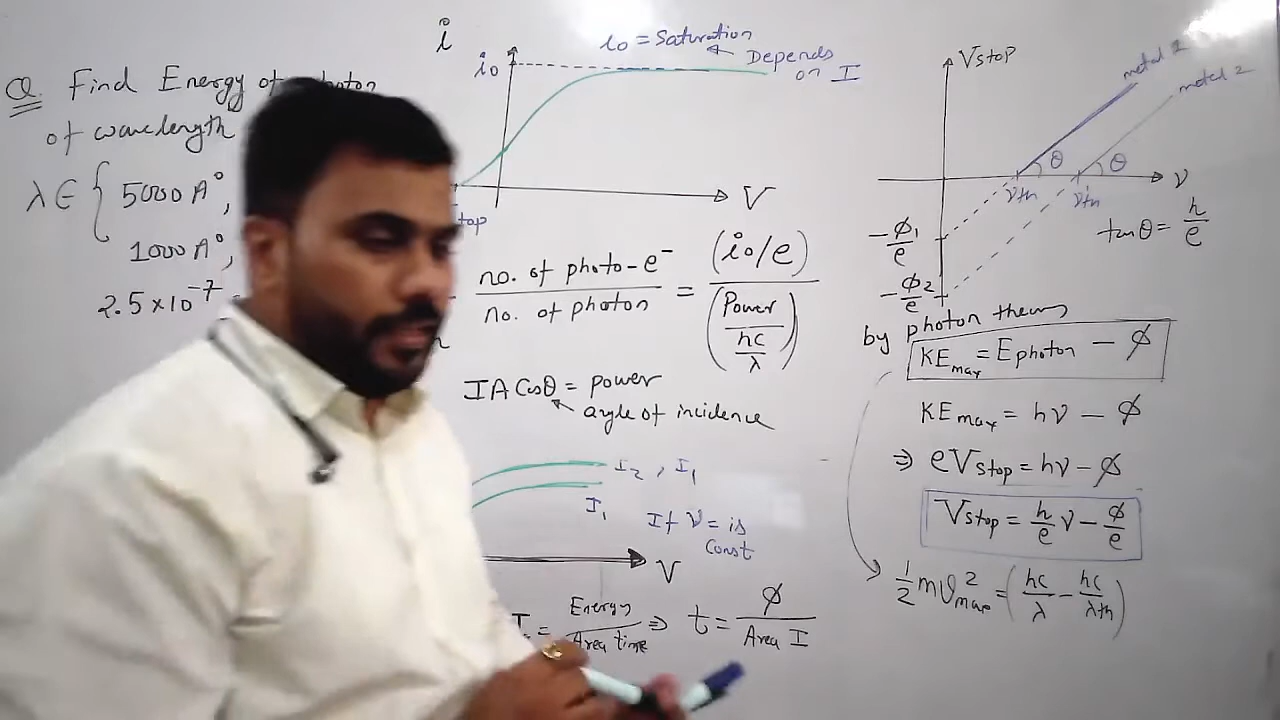 Q. Find Energy of photon
of wavelength
λ ∈ { 5000 A°,
1000 A°,
2.5 × 10⁻⁷
i
i₀
i₀ = Saturation
Depends
on I
V
no. of photo-e⁻ / no. of photon = (i₀/e) / (Power / (hc/λ))
IA Cosθ = power
angle of incidence
I₂ , I₁
I₁
If ν = is
Const
V
I = Energy / Area time ⇒ t = ϕ / Area I
Vstop
metal 1
metal 2
θ
θ
νth
ν'th
ν
-ϕ₁/e
-ϕ₂/e
tanθ = h/e
by photon theory
KEmax = Ephoton - ϕ
KEmax = hν - ϕ
⇒ eVstop = hν - ϕ
Vstop = h/e ν - ϕ/e
1/2 mv²max = (hc/λ - hc/λth)